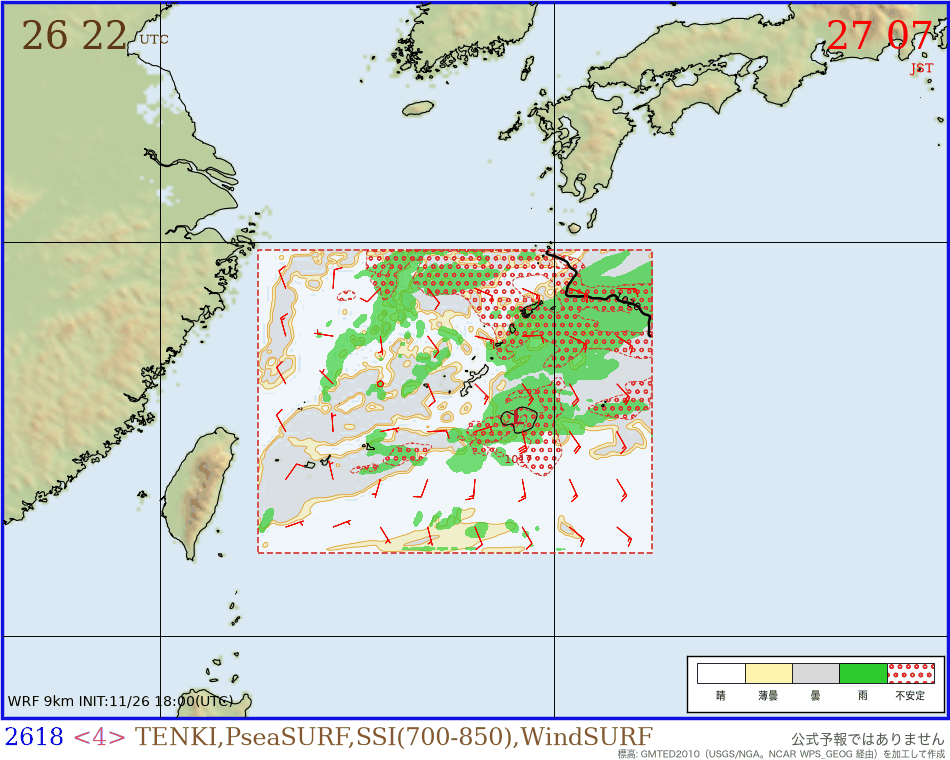 26 22 UTC
27 07
JST
L
1017
晴 薄曇 曇 雨 不安定
WRF 9km INIT:11/26 18:00(UTC)
2618 <4> TENKI,PseaSURF,SSI(700-850),WindSURF
公式予報ではありません
標高: GMTED2010（USGS/NGA。NCAR WPS_GEOG 経由）を加工して作成